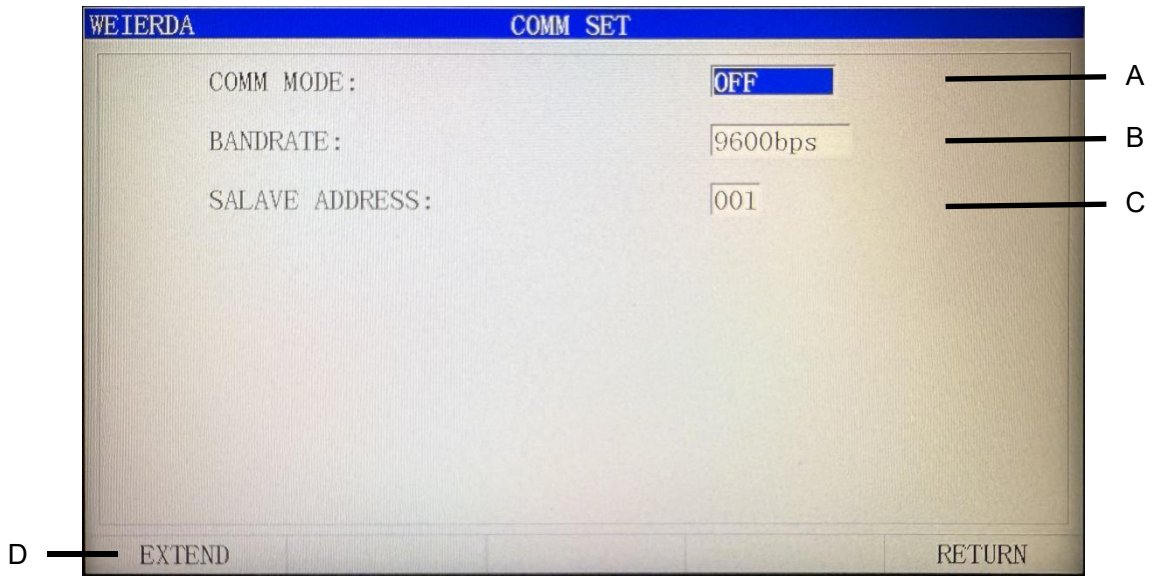 WEIERDA COMM SET
COMM MODE: OFF A
BANDRATE: 9600bps B
SALAVE ADDRESS: 001 C
D EXTEND RETURN